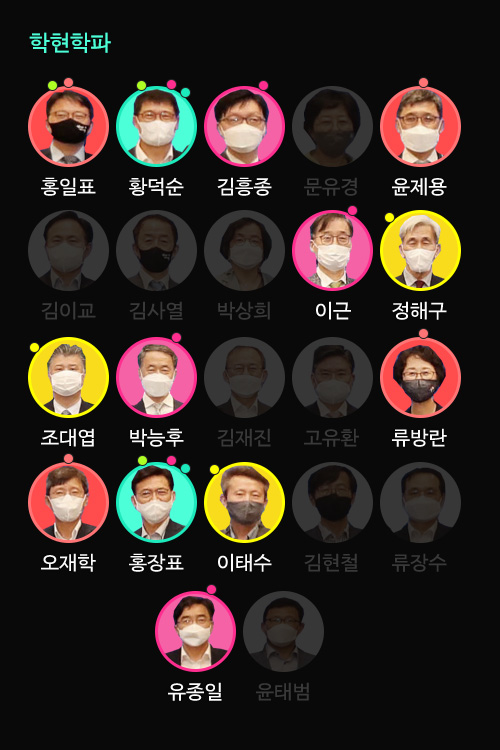 학현학파
홍일표 황덕순 김흥종 문유경 윤제용
김이교 김사열 박상희 이근 정해구
조대엽 박능후 김재진 고유환 류방란
오재학 홍장표 이태수 김현철 류장수
유종일 윤태범